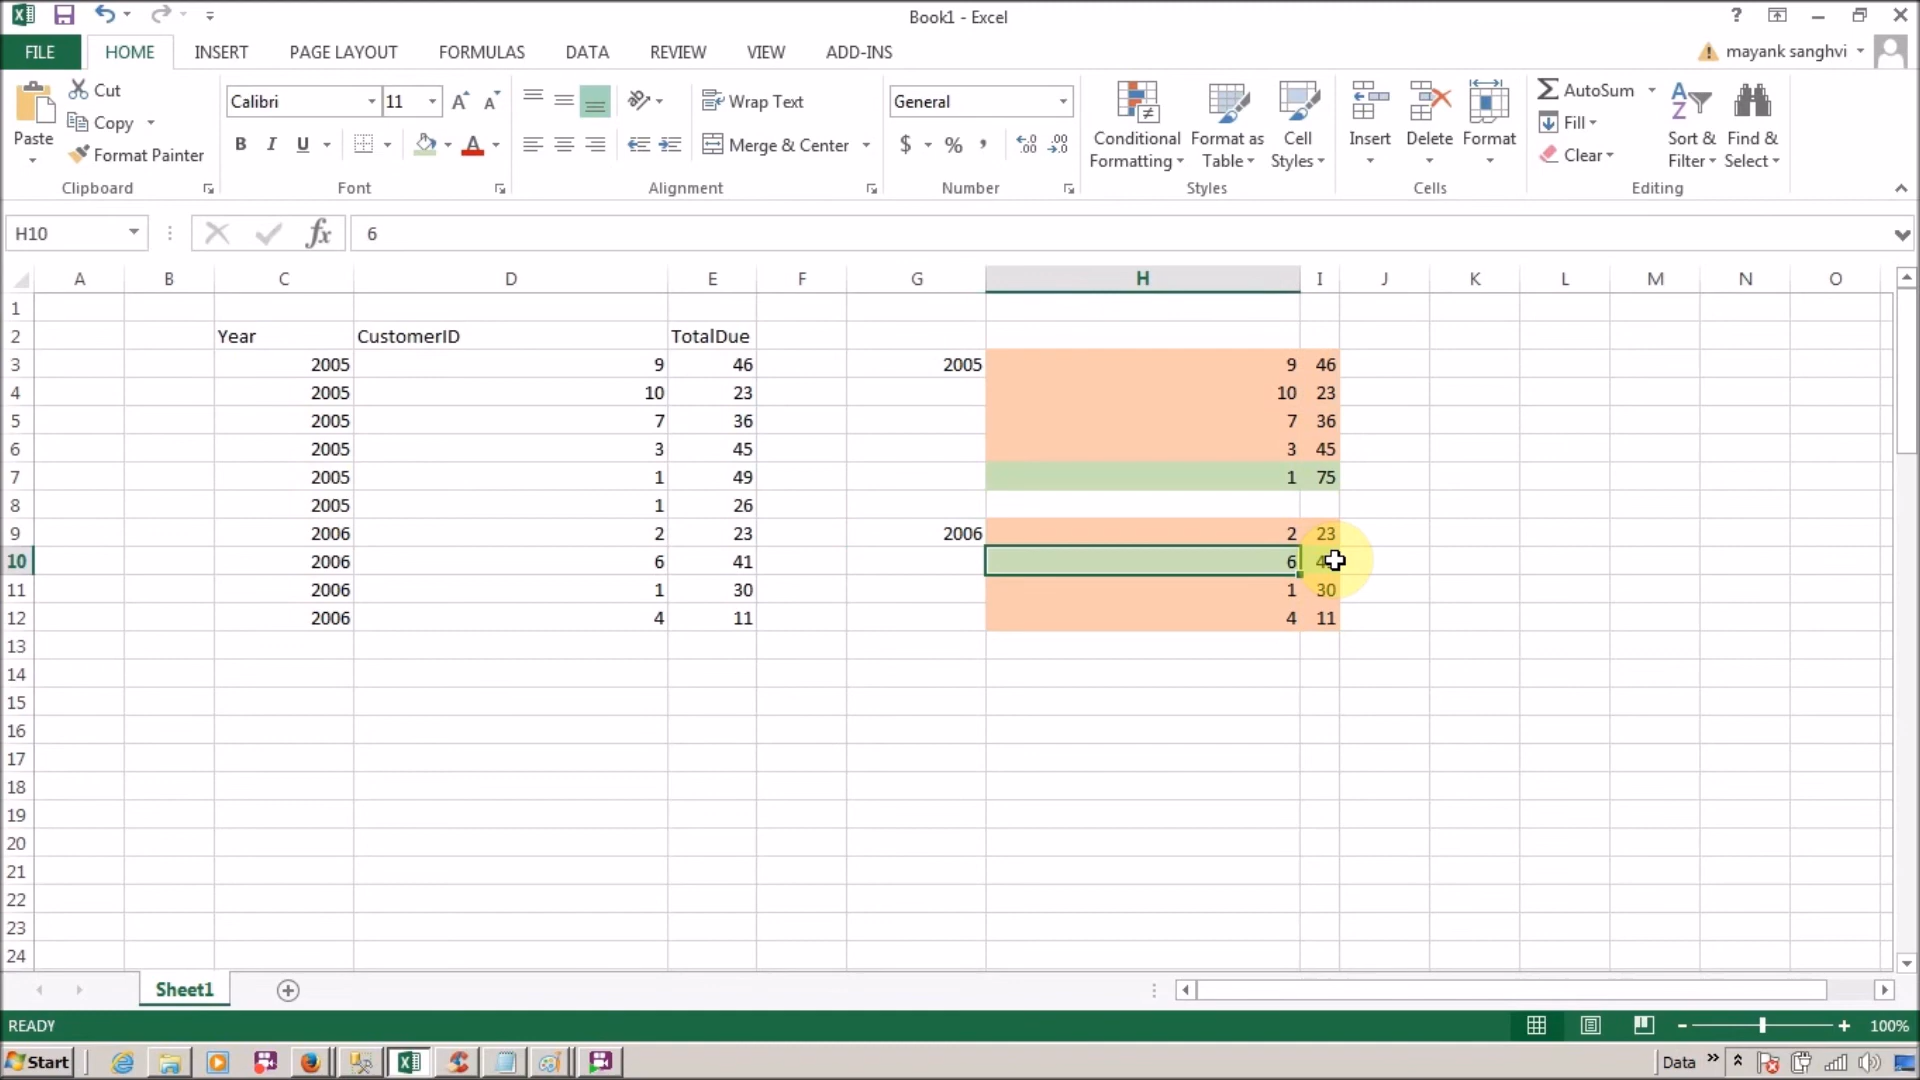 Book1 - Excel
?
FILE HOME INSERT PAGE LAYOUT FORMULAS DATA REVIEW VIEW ADD-INS mayank sanghvi
Paste Cut Copy Format Painter
Clipboard
Calibri 11
B I U A
Font
Wrap Text
Merge & Center
Alignment
General
$ % ,
Number
Conditional Formatting Format as Table Cell Styles
Styles
Insert Delete Format
Cells
AutoSum Fill Clear Sort & Filter Find & Select
Editing
H10 fx 6
A B C D E F G H I J K L M N O
1
2 Year CustomerID TotalDue
3 2005 9 46 2005 9 46
4 2005 10 23 10 23
5 2005 7 36 7 36
6 2005 3 45 3 45
7 2005 1 49 1 75
8 2005 1 26
9 2006 2 23 2006 2 23
10 2006 6 41 6
11 2006 1 30 1 30
12 2006 4 11 4 11
13
14
15
16
17
18
19
20
21
22
23
24
Sheet1
READY 100%
Start Data